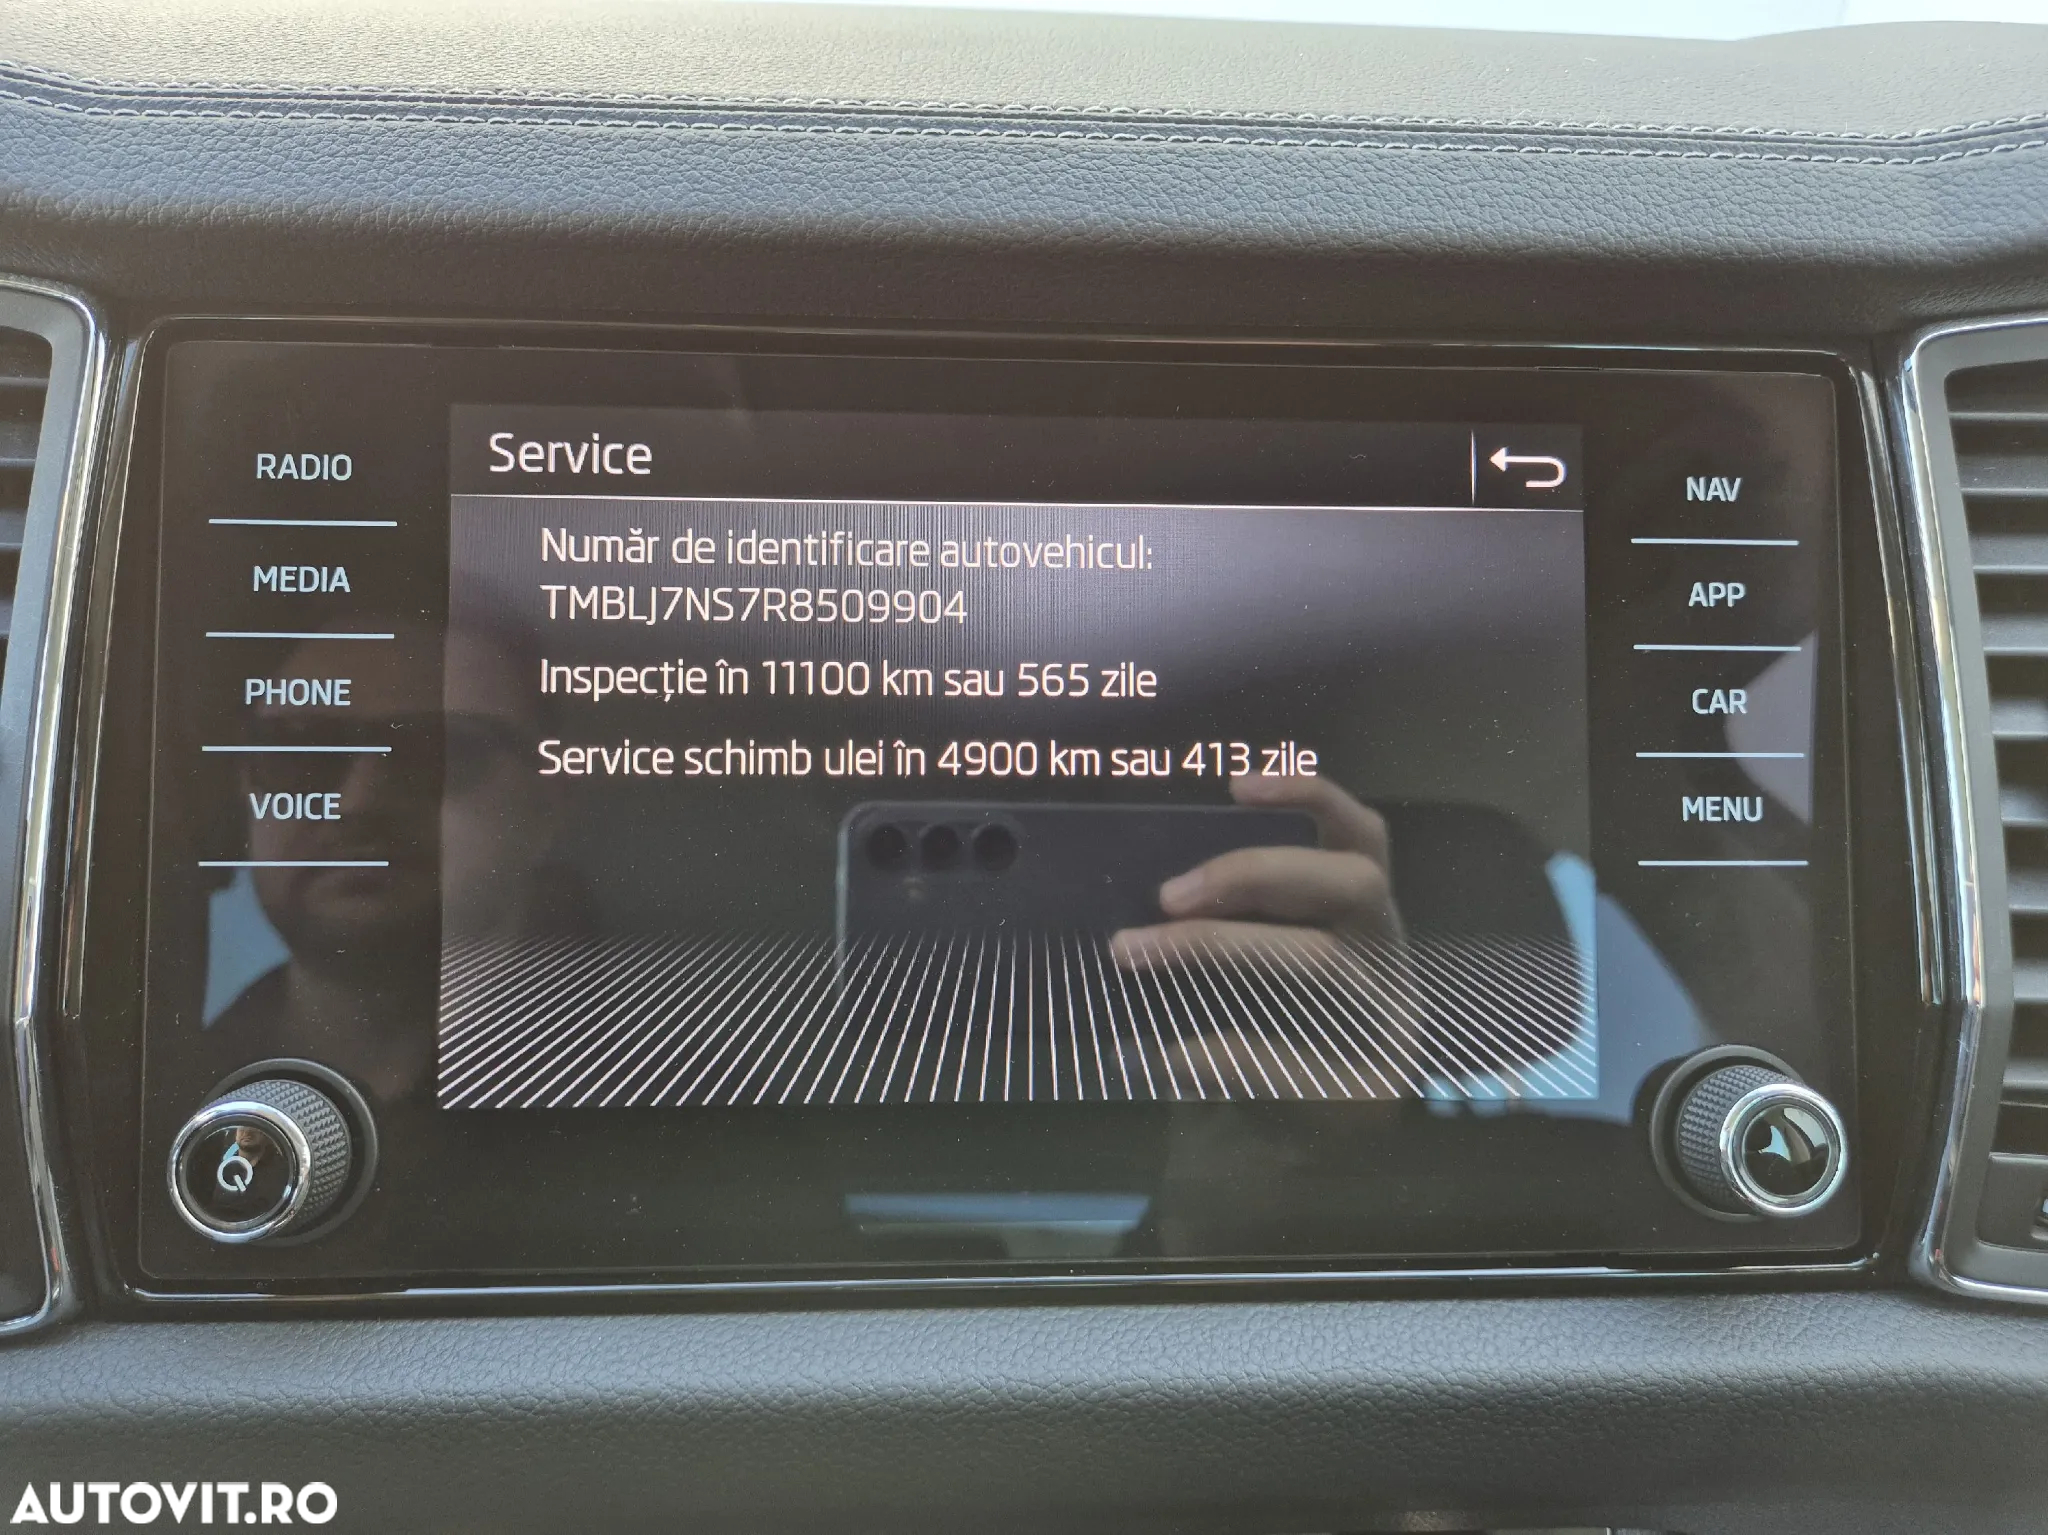 Service
RADIO
MEDIA
PHONE
VOICE
Număr de identificare autovehicul:
TMBLJ7NS7R8509904
Inspecție în 11100 km sau 565 zile
Service schimb ulei în 4900 km sau 413 zile
NAV
APP
CAR
MENU
AUTOVIT.RO